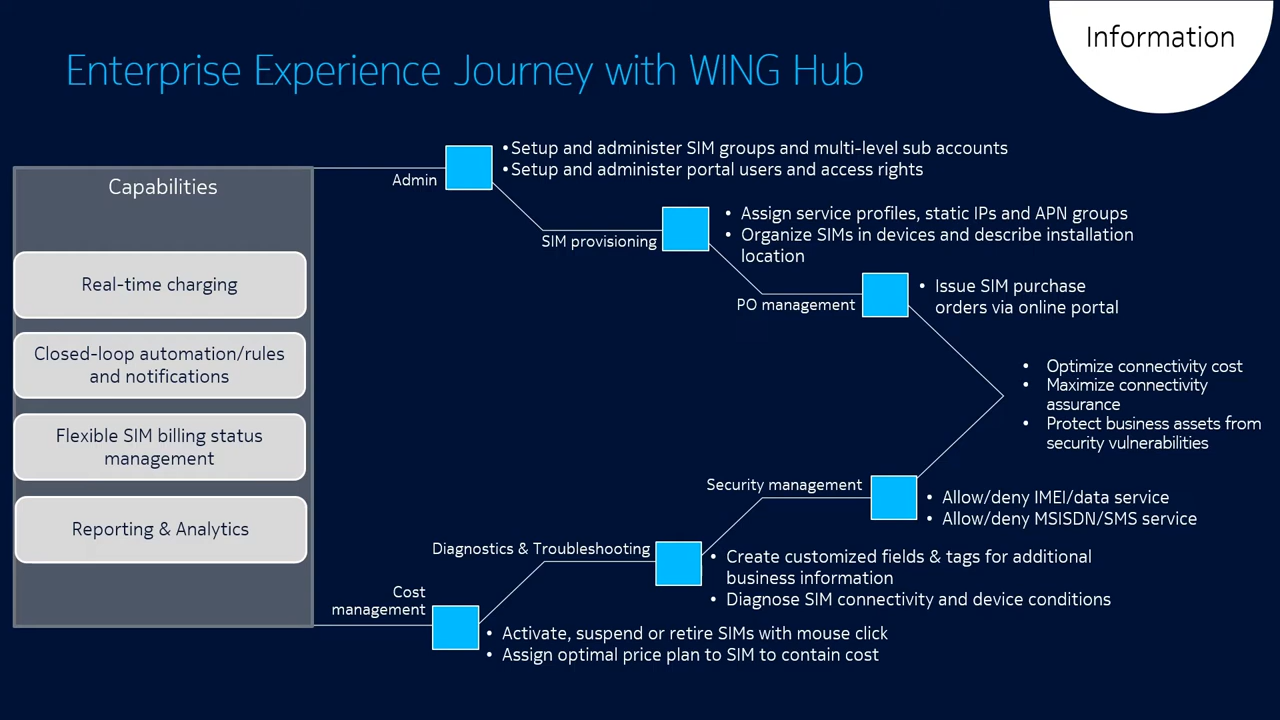 Information
Enterprise Experience Journey with WING Hub
Capabilities
Real-time charging
Closed-loop automation/rules
and notifications
Flexible SIM billing status
management
Reporting & Analytics
Admin
•Setup and administer SIM groups and multi-level sub accounts
•Setup and administer portal users and access rights
SIM provisioning
• Assign service profiles, static IPs and APN groups
• Organize SIMs in devices and describe installation
location
PO management
• Issue SIM purchase
orders via online portal
• Optimize connectivity cost
• Maximize connectivity
assurance
• Protect business assets from
security vulnerabilities
Security management
• Allow/deny IMEI/data service
• Allow/deny MSISDN/SMS service
Diagnostics & Troubleshooting
• Create customized fields & tags for additional
business information
• Diagnose SIM connectivity and device conditions
Cost
management
• Activate, suspend or retire SIMs with mouse click
• Assign optimal price plan to SIM to contain cost